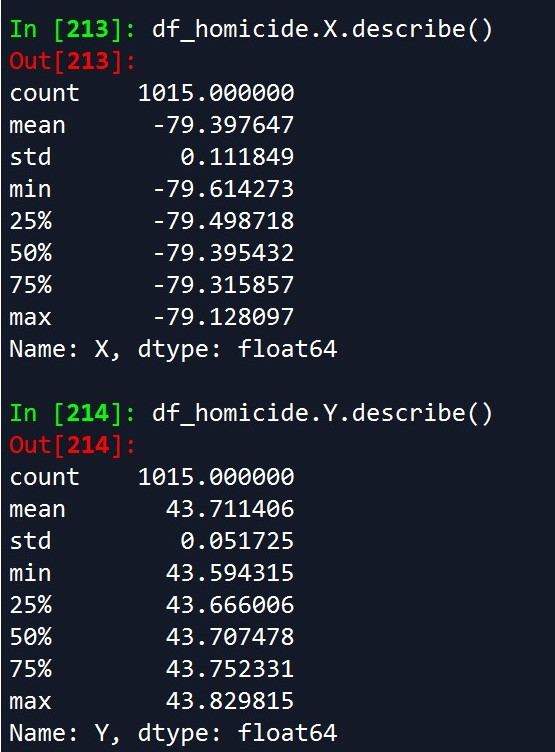 In [213]: df_homicide.X.describe()
Out[213]:
count    1015.000000
mean      -79.397647
std         0.111849
min       -79.614273
25%       -79.498718
50%       -79.395432
75%       -79.315857
max       -79.128097
Name: X, dtype: float64

In [214]: df_homicide.Y.describe()
Out[214]:
count    1015.000000
mean       43.711406
std         0.051725
min        43.594315
25%        43.666006
50%        43.707478
75%        43.752331
max        43.829815
Name: Y, dtype: float64